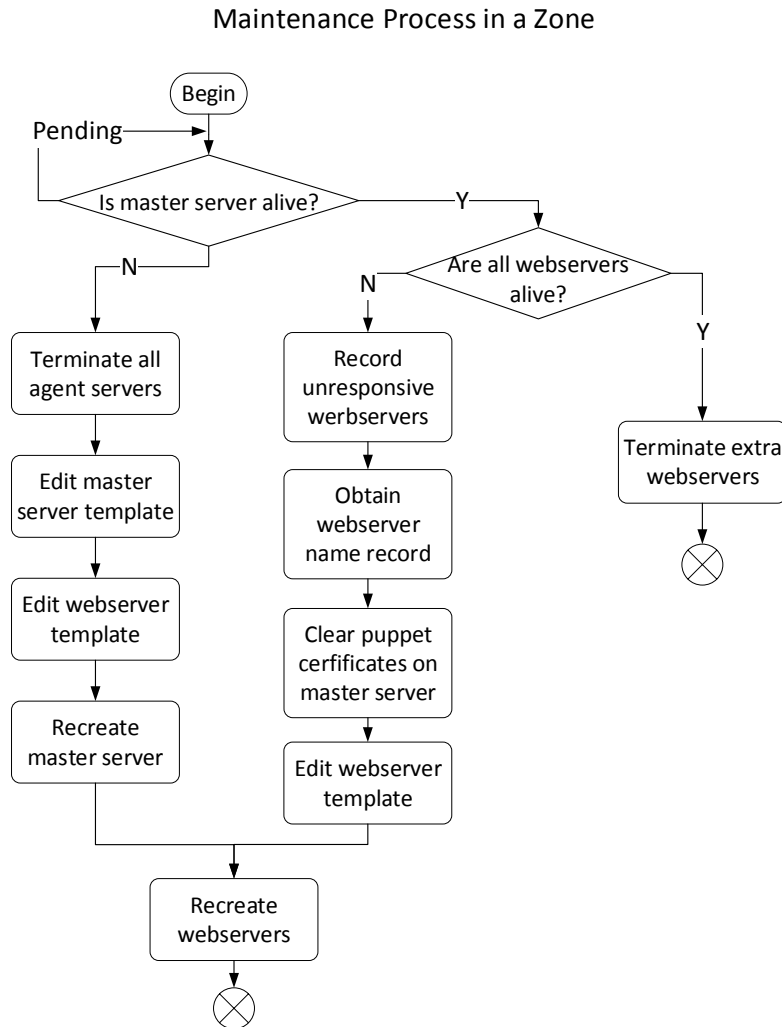 Maintenance Process in a Zone
Begin
Pending
Is master server alive?
Y
N
Are all webservers
alive?
N
Y
Terminate all
agent servers
Record
unresponsive
werbservers
Terminate extra
webservers
Edit master
server template
Obtain
webserver
name record
Edit webserver
template
Clear puppet
cerfificates on
master server
Recreate
master server
Edit webserver
template
Recreate
webservers